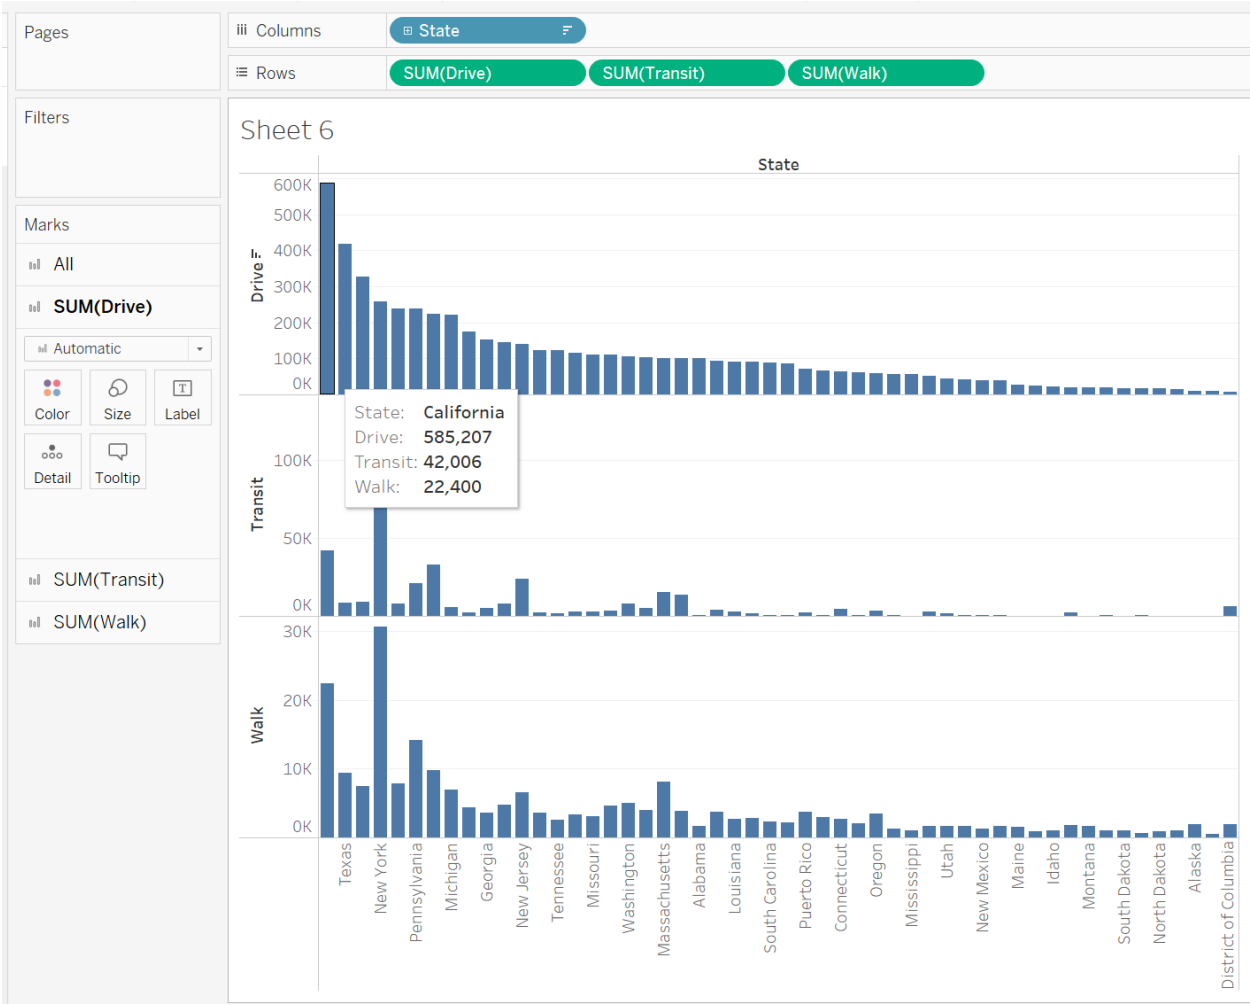 Pages
Columns
State
Rows
SUM(Drive)
SUM(Transit)
SUM(Walk)
Filters
Marks
All
SUM(Drive)
Automatic
Color
Size
T
Label
Detail
Tooltip
SUM(Transit)
SUM(Walk)
Sheet 6
State
Drive
600K
500K
400K
300K
200K
100K
0K
State: California
Drive: 585,207
Transit: 42,006
Walk: 22,400
Transit
100K
50K
0K
Walk
30K
20K
10K
0K
Texas
New York
Pennsylvania
Michigan
Georgia
New Jersey
Tennessee
Missouri
Washington
Massachusetts
Alabama
Louisiana
South Carolina
Puerto Rico
Connecticut
Oregon
Mississippi
Utah
New Mexico
Maine
Idaho
Montana
South Dakota
North Dakota
Alaska
District of Columbia